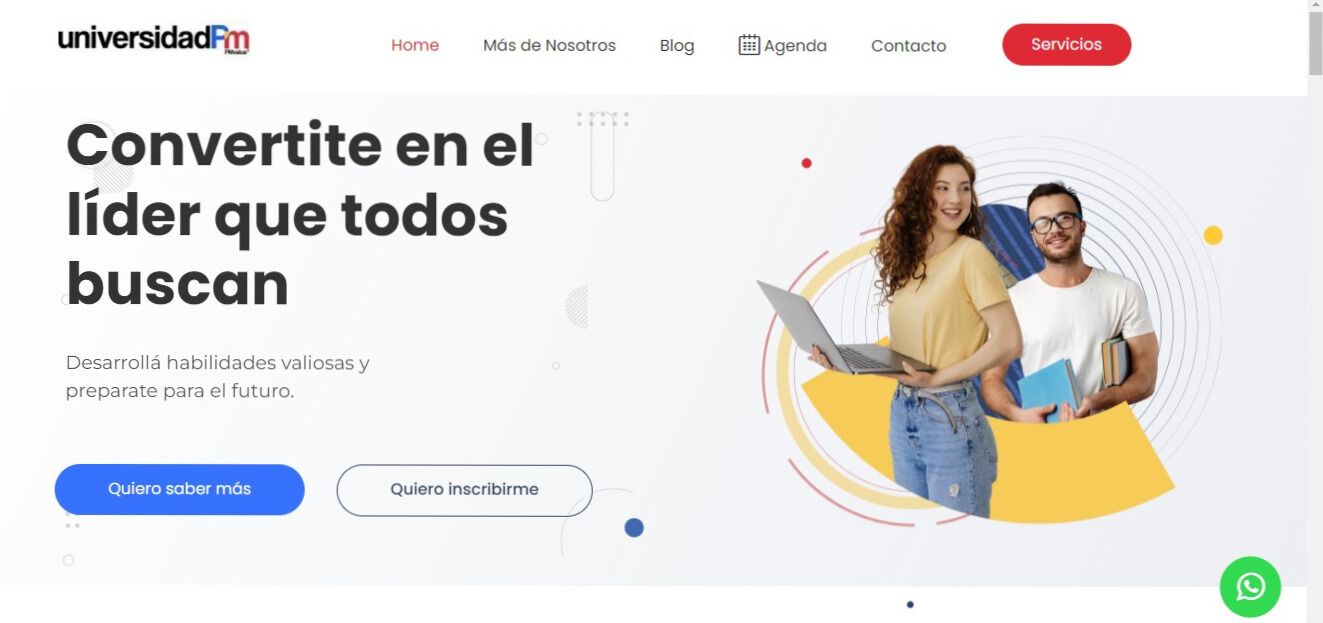 universidadPm
Home
Más de Nosotros
Blog
Agenda
Contacto
Servicios
Convertite en el
líder que todos
buscan
Desarrollá habilidades valiosas y
preparate para el futuro.
Quiero saber más
Quiero inscribirme